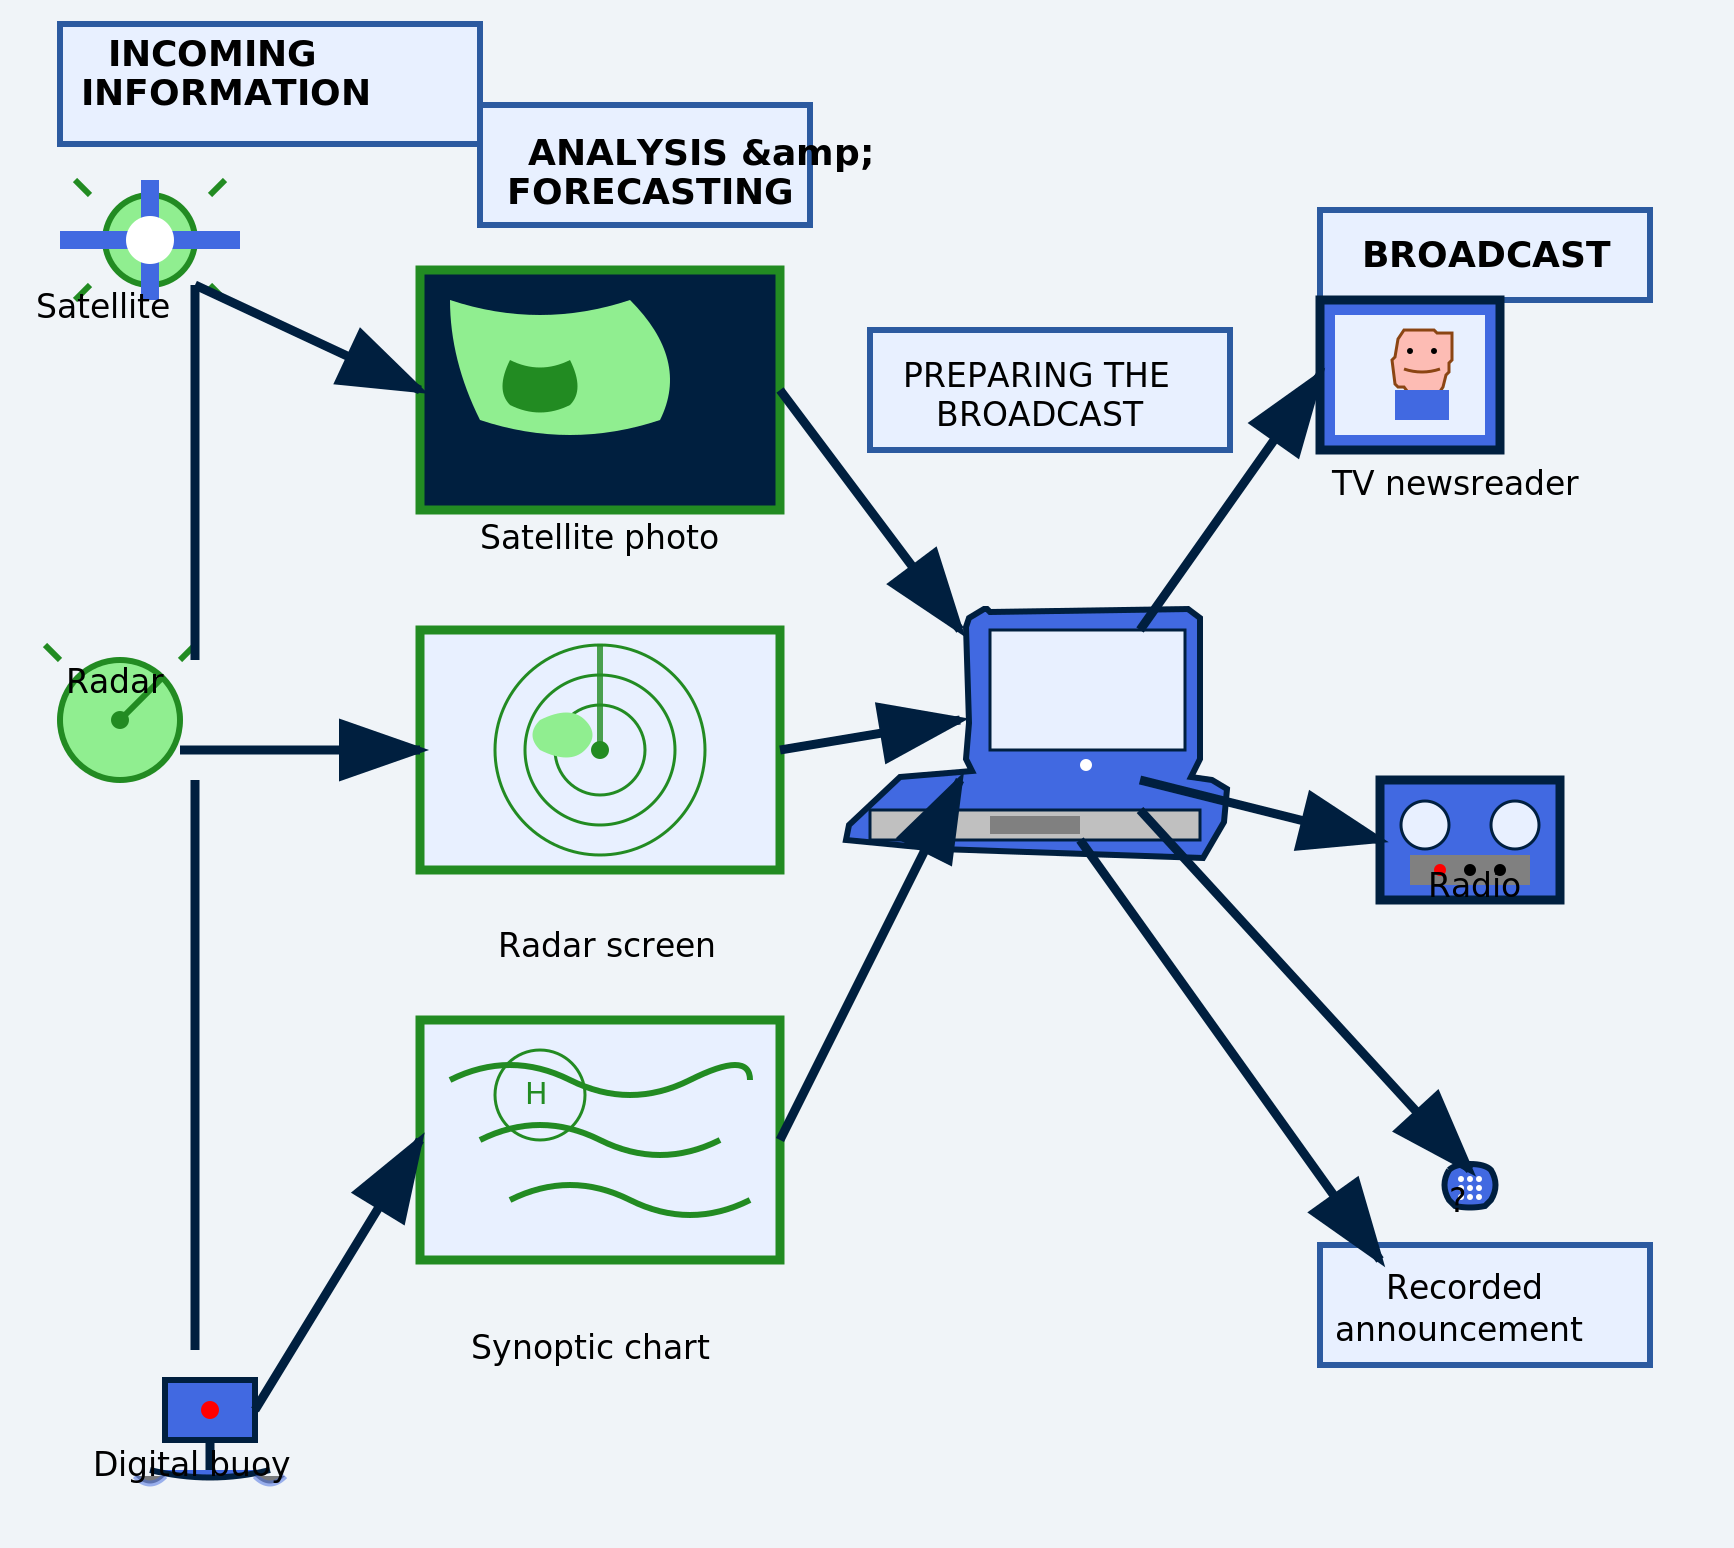 INCOMING
INFORMATION
ANALYSIS &amp;
FORECASTING
BROADCAST
Satellite
PREPARING THE
BROADCAST
TV newsreader
Satellite photo
Radar
Radio
Radar screen
H
?
Recorded
announcement
Synoptic chart
Digital buoy